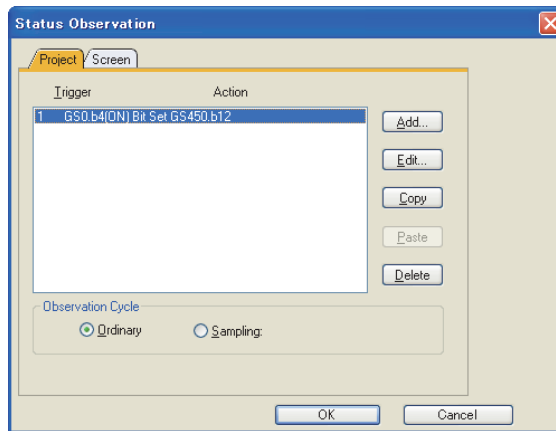 Status Observation
Project Screen
Trigger Action
1 GS0.b4(ON) Bit Set GS450.b12
Add...
Edit...
Copy
Paste
Delete
Observation Cycle
Ordinary Sampling:
OK Cancel